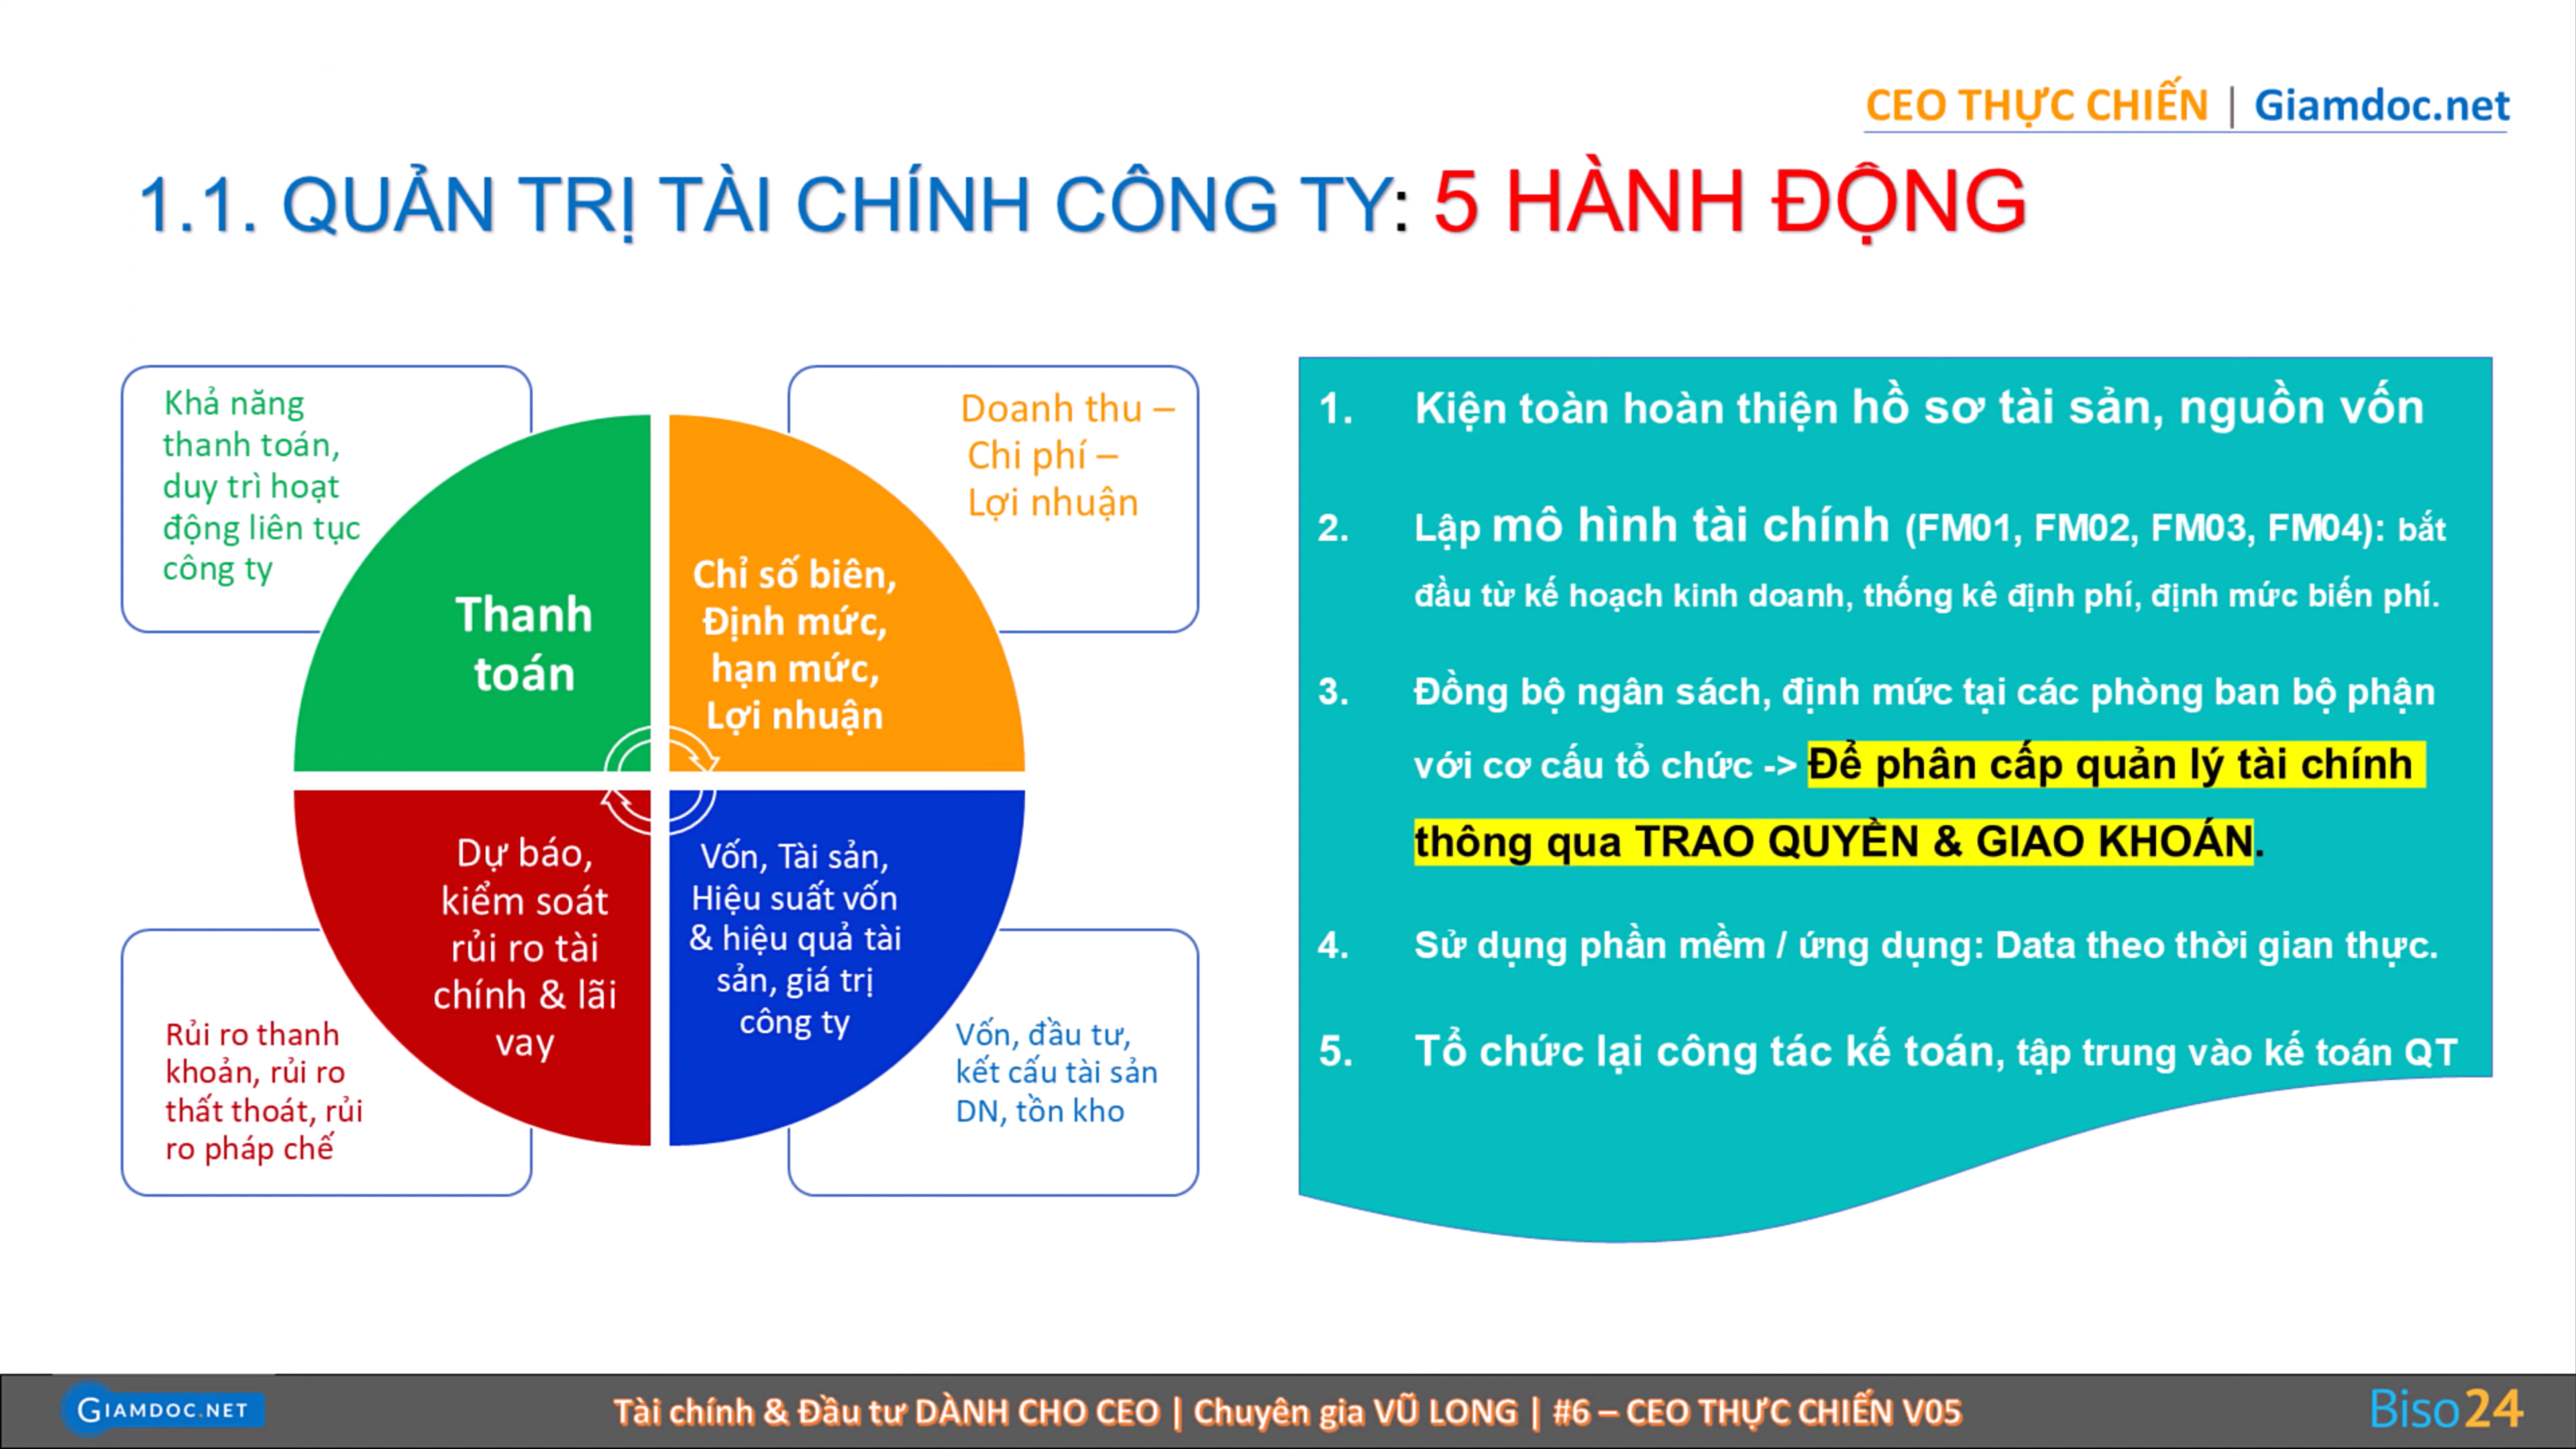 CEO THỰC CHIẾN | Giamdoc.net
1.1. QUẢN TRỊ TÀI CHÍNH CÔNG TY: 5 HÀNH ĐỘNG
Khả năng
thanh toán,
duy trì hoạt
động liên tục
công ty
Thanh
toán
Doanh thu –
Chi phí –
Lợi nhuận
Chỉ số biên,
Định mức,
hạn mức,
Lợi nhuận
Dự báo,
kiểm soát
rủi ro tài
chính & lãi
vay
Rủi ro thanh
khoản, rủi ro
thất thoát, rủi
ro pháp chế
Vốn, Tài sản,
Hiệu suất vốn
& hiệu quả tài
sản, giá trị
công ty
Vốn, đầu tư,
kết cấu tài sản
DN, tồn kho
1. Kiện toàn hoàn thiện hồ sơ tài sản, nguồn vốn
2. Lập mô hình tài chính (FM01, FM02, FM03, FM04): bắt
đầu từ kế hoạch kinh doanh, thống kê định phí, định mức biến phí.
3. Đồng bộ ngân sách, định mức tại các phòng ban bộ phận
với cơ cấu tổ chức -> Để phân cấp quản lý tài chính
thông qua TRAO QUYỀN & GIAO KHOÁN.
4. Sử dụng phần mềm / ứng dụng: Data theo thời gian thực.
5. Tổ chức lại công tác kế toán, tập trung vào kế toán QT
GIAMDOC.NET
Tài chính & Đầu tư DÀNH CHO CEO | Chuyên gia VŨ LONG | #6 – CEO THỰC CHIẾN V05
Biso24